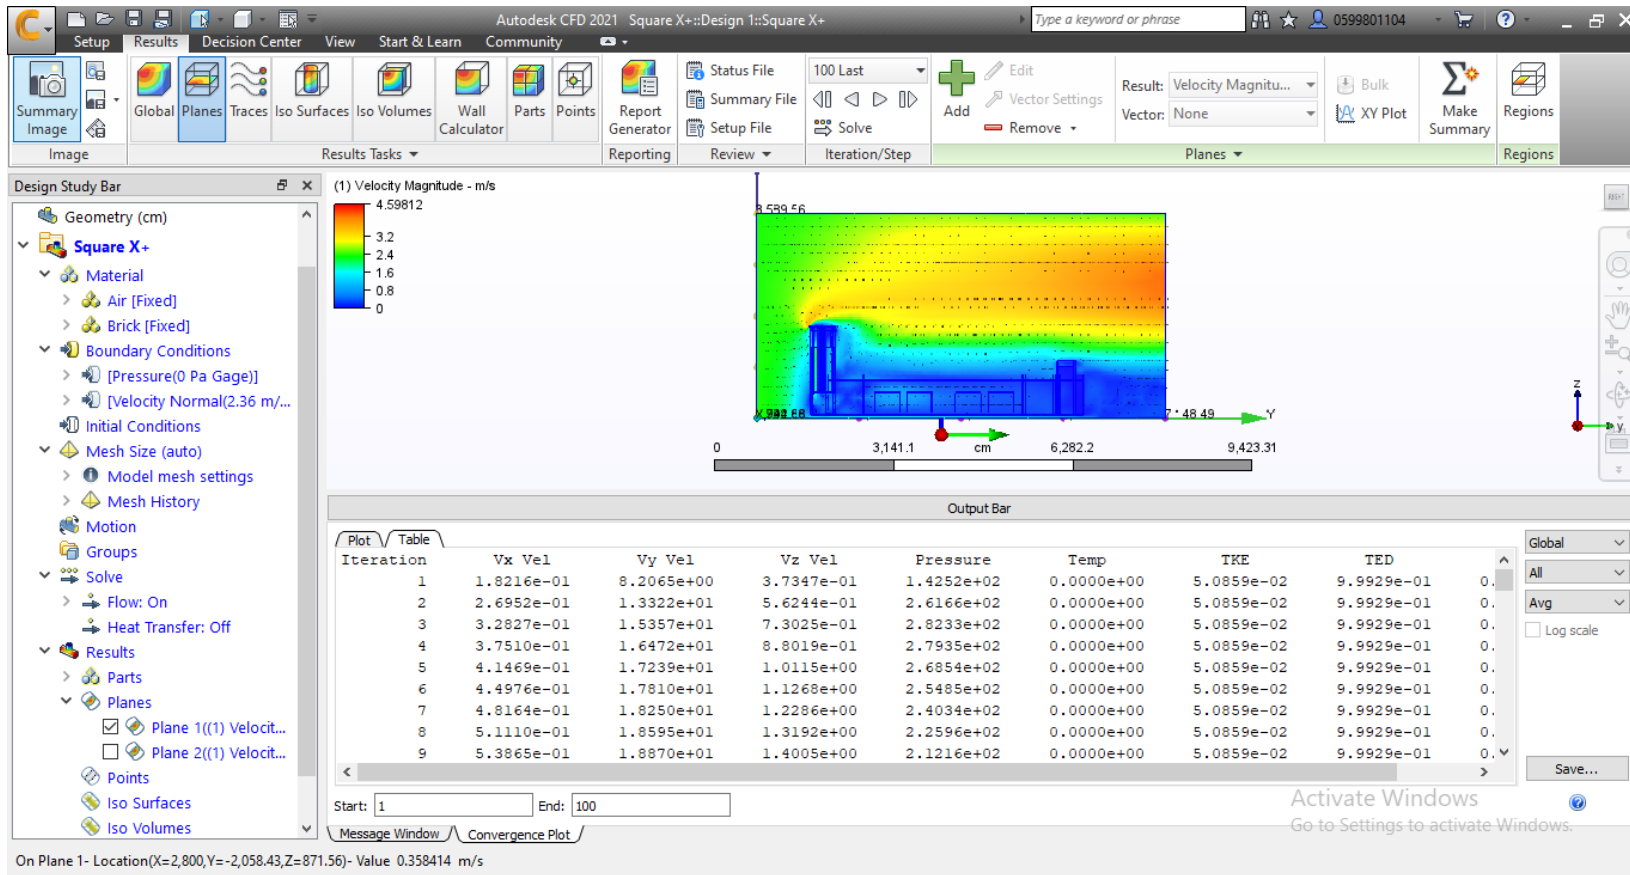 Autodesk CFD 2021 Square X+::Design 1::Square X+
Type a keyword or phrase
0599801104
Setup Results Decision Center View Start & Learn Community
Summary Image
Global Planes Traces Iso Surfaces Iso Volumes Wall Calculator Parts Points
Report Generator
Status File
Summary File
Setup File
100 Last
Solve
Add
Edit
Vector Settings
Remove
Result: Velocity Magnitu...
Vector: None
Bulk
XY Plot
Make Summary
Regions
Image Results Tasks Reporting Review Iteration/Step Planes Regions
Design Study Bar
Geometry (cm)
Square X+
Material
Air [Fixed]
Brick [Fixed]
Boundary Conditions
[Pressure(0 Pa Gage)]
[Velocity Normal(2.36 m/...
Initial Conditions
Mesh Size (auto)
Model mesh settings
Mesh History
Motion
Groups
Solve
Flow: On
Heat Transfer: Off
Results
Parts
Planes
Plane 1((1) Velocit...
Plane 2((1) Velocit...
Points
Iso Surfaces
Iso Volumes
(1) Velocity Magnitude - m/s
4.59812
3.2
2.4
1.6
0.8
0
Y
Z
y
0 3,141.1 cm 6,282.2 9,423.31
Output Bar
Plot Table
Iteration Vx Vel Vy Vel Vz Vel Pressure Temp TKE TED
1 1.8216e-01 8.2065e+00 3.7347e-01 1.4252e+02 0.0000e+00 5.0859e-02 9.9929e-01 0.
2 2.6952e-01 1.3322e+01 5.6244e-01 2.6166e+02 0.0000e+00 5.0859e-02 9.9929e-01 0.
3 3.2827e-01 1.5357e+01 7.3025e-01 2.8233e+02 0.0000e+00 5.0859e-02 9.9929e-01 0.
4 3.7510e-01 1.6472e+01 8.8019e-01 2.7935e+02 0.0000e+00 5.0859e-02 9.9929e-01 0.
5 4.1469e-01 1.7239e+01 1.0115e+00 2.6854e+02 0.0000e+00 5.0859e-02 9.9929e-01 0.
6 4.4976e-01 1.7810e+01 1.1268e+00 2.5485e+02 0.0000e+00 5.0859e-02 9.9929e-01 0.
7 4.8164e-01 1.8250e+01 1.2286e+00 2.4034e+02 0.0000e+00 5.0859e-02 9.9929e-01 0.
8 5.1110e-01 1.8595e+01 1.3192e+00 2.2596e+02 0.0000e+00 5.0859e-02 9.9929e-01 0.
9 5.3865e-01 1.8870e+01 1.4005e+00 2.1216e+02 0.0000e+00 5.0859e-02 9.9929e-01 0.
Global
All
Avg
Log scale
Save...
Start: 1 End: 100
Message Window Convergence Plot
Activate Windows
Go to Settings to activate Windows.
On Plane 1- Location(X=2,800,Y=-2,058.43,Z=871.56)- Value 0.358414 m/s